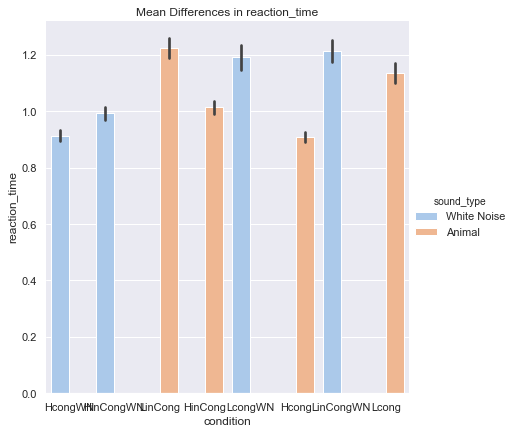 Mean Differences in reaction_time
1.2
1.0
0.8
0.6
0.4
0.2
0.0
reaction_time
HcongWN HinCongWN LinCong HinCong LcongWN Hcong LinCongWN Lcong
condition
sound_type
White Noise
Animal